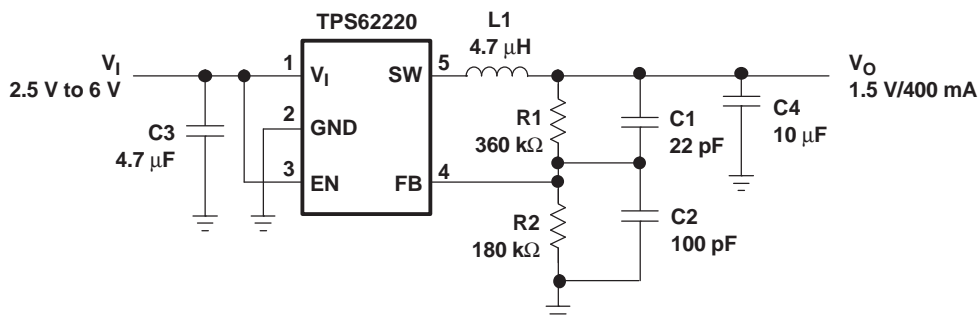 TPS62220
L1
4.7 μH
V_I
2.5 V to 6 V
1
V_I
SW
5
V_O
1.5 V/400 mA
C3
4.7 μF
2
GND
R1
360 kΩ
C1
22 pF
C4
10 μF
3
EN
FB
4
R2
180 kΩ
C2
100 pF